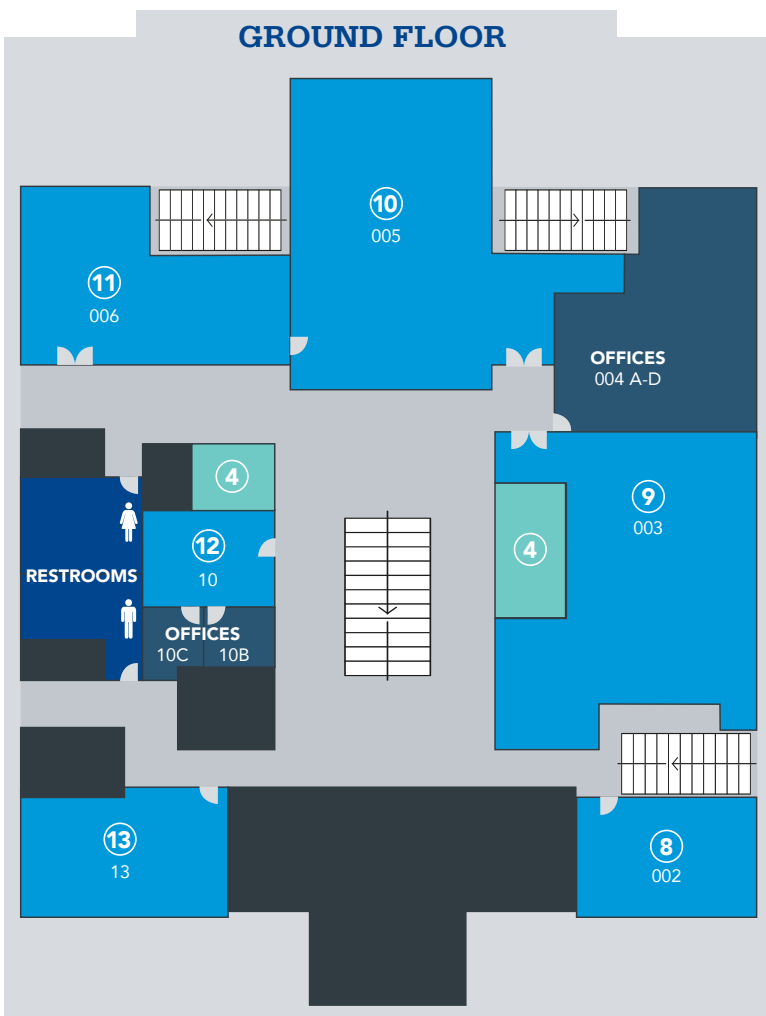 GROUND FLOOR
10
005
11
006
OFFICES
004 A-D
4
9
003
12
10
4
RESTROOMS
OFFICES
10C 10B
13
13
8
002